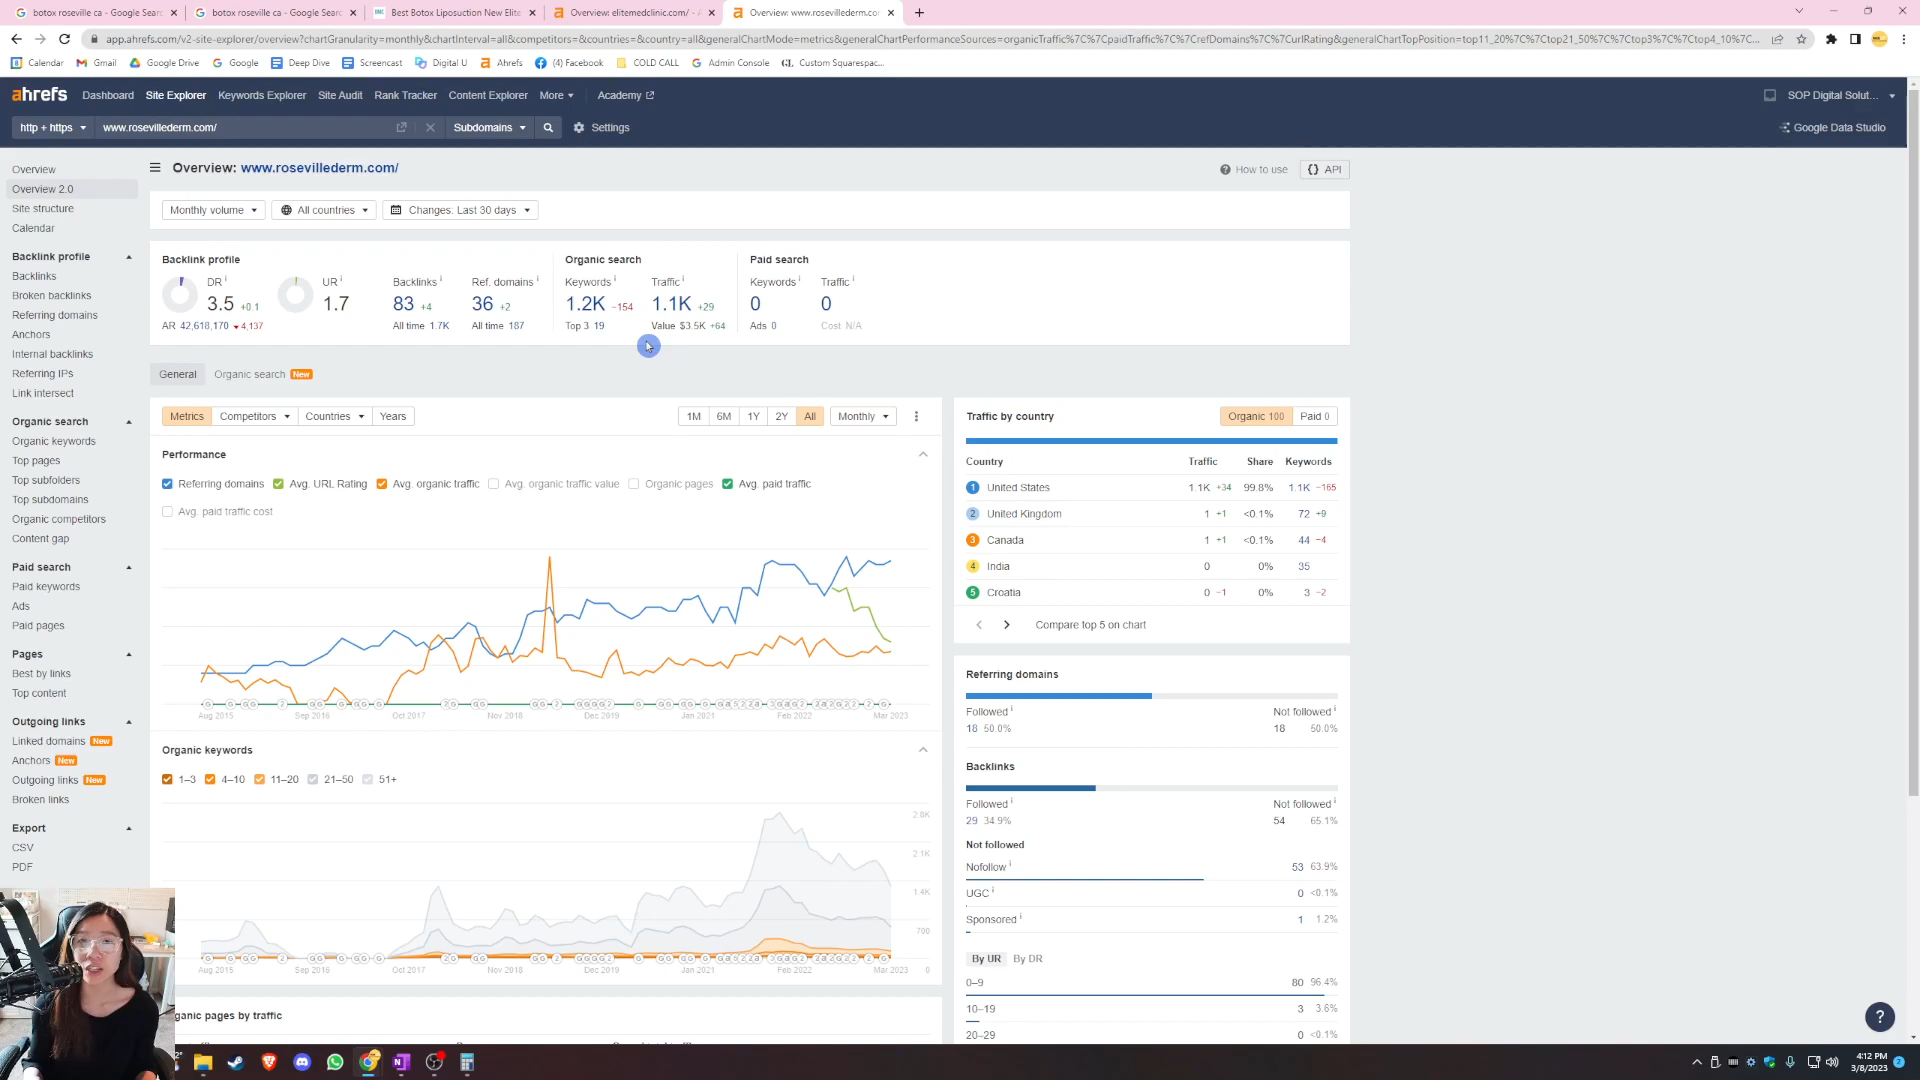 botox roseville ca - Google Searc
botox roseville ca - Google Searc
Best Botox Liposuction New Elite
Overview: elitemedclinic.com/ - A
Overview: www.rosevillederm.co
app.ahrefs.com/v2-site-explorer/overview?chartGranularity=monthly&chartInterval=all&competitors=&countries=&country=all&generalChartMode=metrics&generalChartPerformanceSources=organicTraffic%7C%7CpaidTraffic%7C%7CrefDomains%7C%7CurlRating&generalChartTopPosition=top11_20%7C%7Ctop21_50%7C%7Ctop3%7C%7Ctop4_10%7C%7C...
Calendar Gmail Google Drive Google Deep Dive Screencast Digital U Ahrefs (4) Facebook COLD CALL Admin Console Custom Squarespac...
ahrefs Dashboard Site Explorer Keywords Explorer Site Audit Rank Tracker Content Explorer More Academy SOP Digital Solut...
http + https www.rosevillederm.com/ Subdomains Settings Google Data Studio
Overview
Overview 2.0
Site structure
Calendar
Backlink profile
Backlinks
Broken backlinks
Referring domains
Anchors
Internal backlinks
Referring IPs
Link intersect
Organic search
Organic keywords
Top pages
Top subfolders
Top subdomains
Organic competitors
Content gap
Paid search
Paid keywords
Ads
Paid pages
Pages
Best by links
Top content
Outgoing links
Linked domains New
Anchors New
Outgoing links New
Broken links
Export
CSV
PDF
Overview: www.rosevillederm.com/
How to use API
Monthly volume All countries Changes: Last 30 days
Backlink profile Organic search Paid search
DR UR Backlinks Ref. domains Keywords Traffic Keywords Traffic
3.5 +0.1 1.7 83 +4 36 +2 1.2K −154 1.1K +29 0 0
AR 42,618,170 4,137 All time 1.7K All time 187 Top 3 19 Value $3.5K +64 Ads 0 Cost N/A
General Organic search New
Metrics Competitors Countries Years 1M 6M 1Y 2Y All Monthly
Performance
Referring domains Avg. URL Rating Avg. organic traffic Avg. organic traffic value Organic pages Avg. paid traffic
Avg. paid traffic cost
Aug 2015 Sep 2016 Oct 2017 Nov 2018 Dec 2019 Jan 2021 Feb 2022 Mar 2023
Organic keywords
1–3 4–10 11–20 21–50 51+
2.8K
2.1K
1.4K
700
Aug 2015 Sep 2016 Oct 2017 Nov 2018 Dec 2019 Jan 2021 Feb 2022 Mar 2023 0
ganic pages by traffic
Traffic by country Organic 100 Paid 0
Country Traffic Share Keywords
1 United States 1.1K +34 99.8% 1.1K −165
2 United Kingdom 1 +1 <0.1% 72 +9
3 Canada 1 +1 <0.1% 44 −4
4 India 0 0% 35
5 Croatia 0 −1 0% 3 −2
Compare top 5 on chart
Referring domains
Followed Not followed
18 50.0% 18 50.0%
Backlinks
Followed Not followed
29 34.9% 54 65.1%
Not followed
Nofollow 53 63.9%
UGC 0 <0.1%
Sponsored 1 1.2%
By UR By DR
0–9 80 96.4%
10–19 3 3.6%
20–29 0 <0.1%
?
4:12 PM
3/8/2023
2